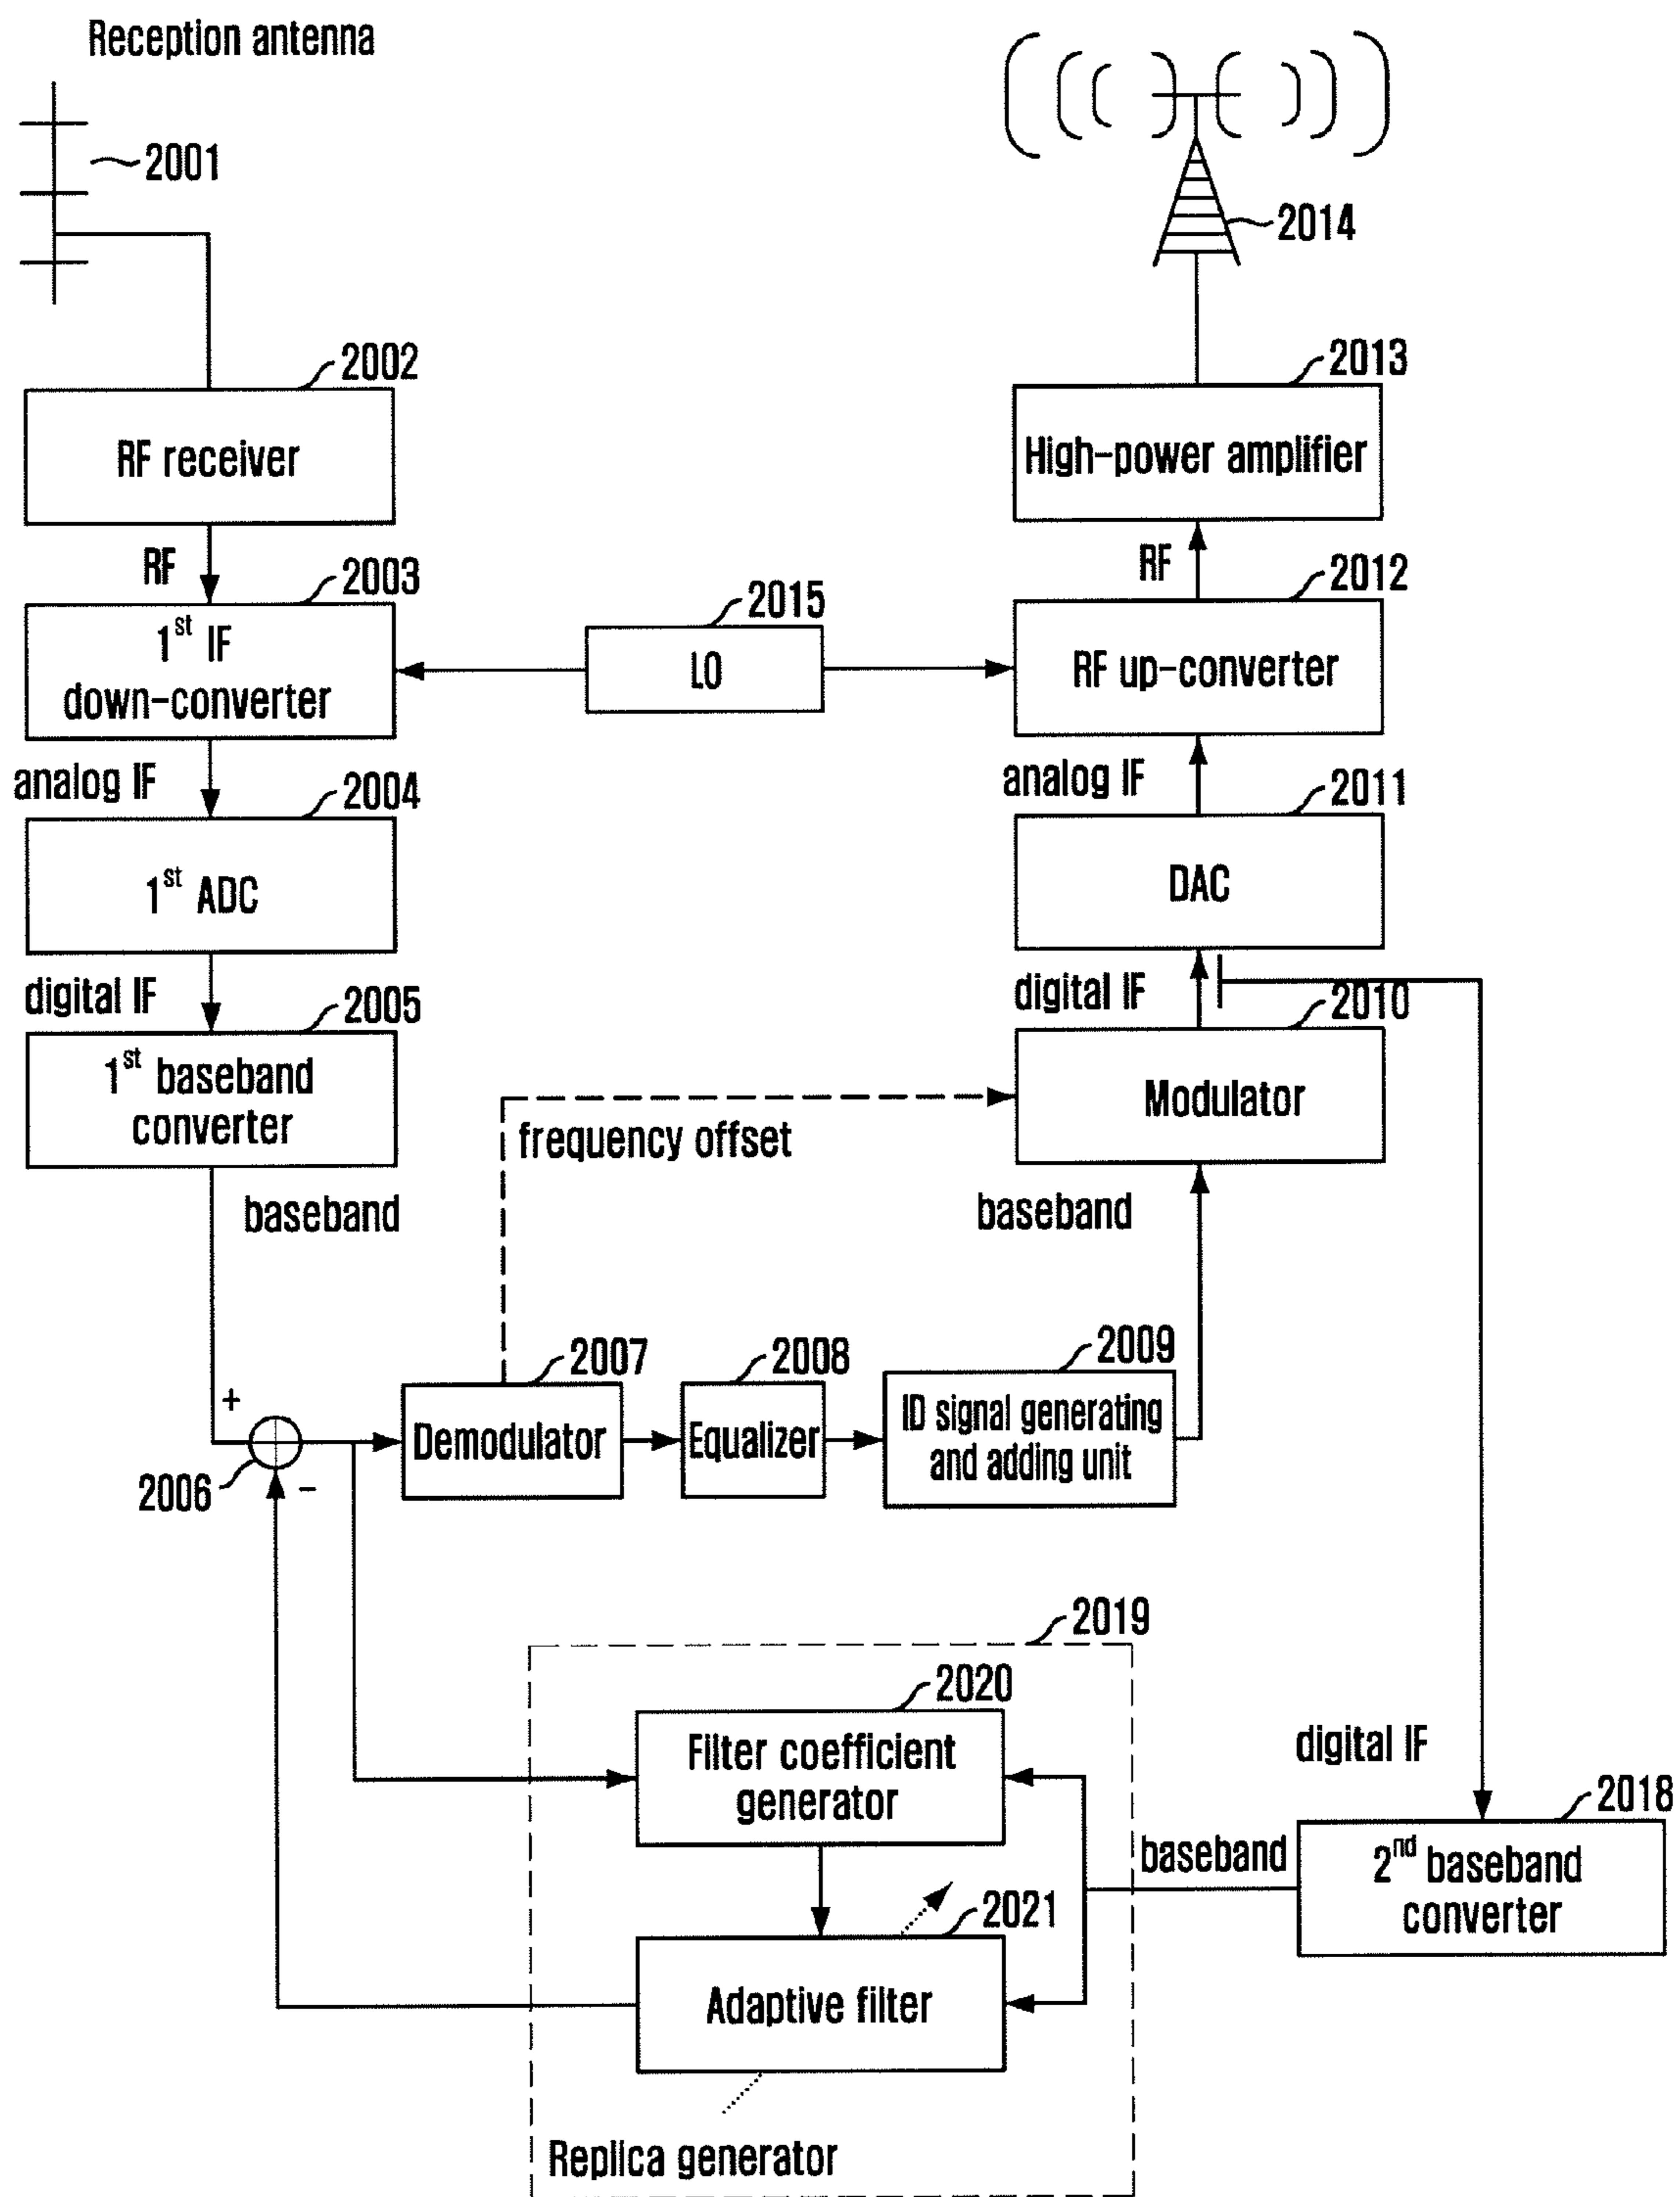 Reception antenna
2001
2014
2002
RF receiver
2013
High-power amplifier
RF
2003
1st IF
down-converter
2015
LO
RF
2012
RF up-converter
analog IF
2004
1st ADC
analog IF
2011
DAC
digital IF
2005
1st baseband
converter
digital IF
2010
Modulator
frequency offset
baseband
baseband
+
2006
-
2007
Demodulator
2008
Equalizer
2009
ID signal generating
and adding unit
2019
2020
Filter coefficient
generator
digital IF
2018
2nd baseband
converter
baseband
2021
Adaptive filter
Replica generator